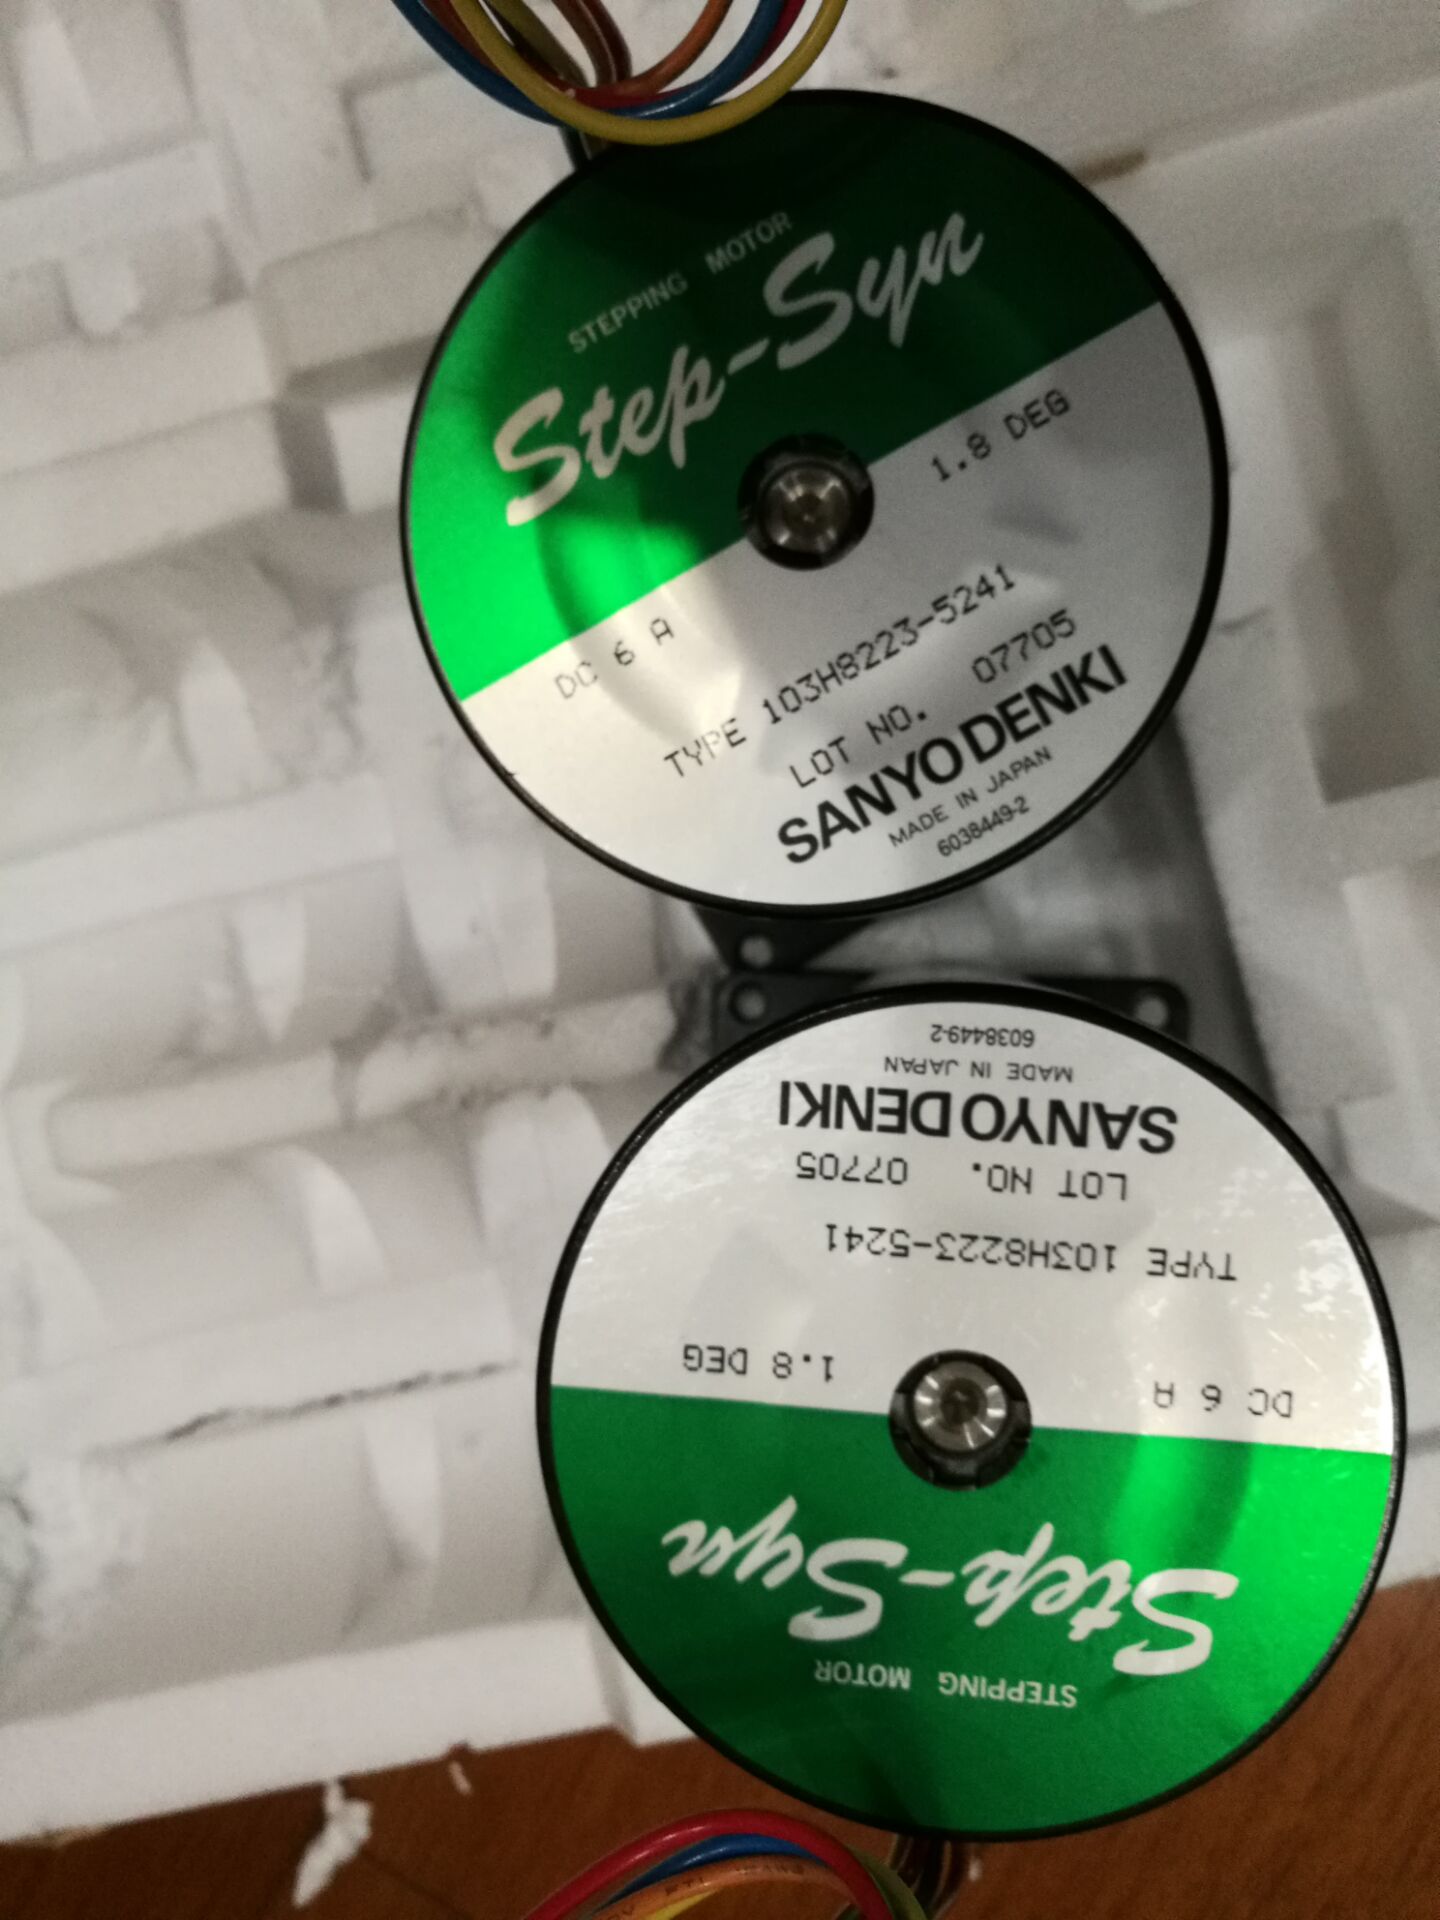 STEPPING MOTOR
Step-Syn
1.8 DEG
DC 6 A
TYPE 103H8223-5241
LOT NO. 07705
SANYO DENKI
MADE IN JAPAN
6038449-2
STEPPING MOTOR
Step-Syn
DC 6 A 1.8 DEG
TYPE 103H8223-5241
LOT NO. 07705
SANYO DENKI
MADE IN JAPAN
6038449-2